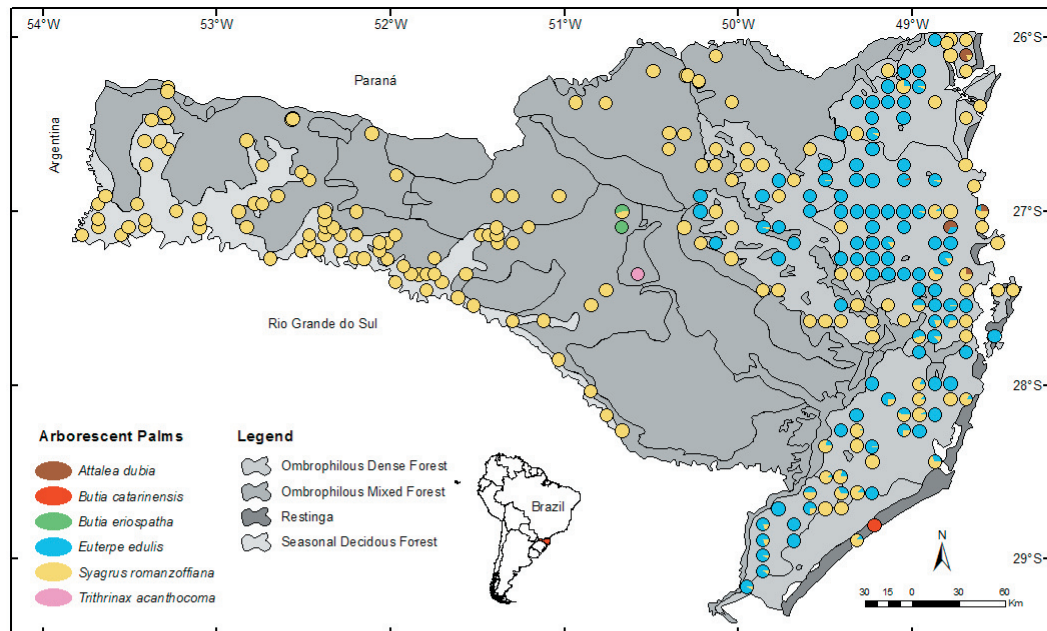 54°W 53°W 52°W 51°W 50°W 49°W
26°S
Paraná
Argentina
27°S
Rio Grande do Sul
28°S
29°S
Arborescent Palms
Attalea dubia
Butia catarinensis
Butia eriospatha
Euterpe edulis
Syagrus romanzoffiana
Trithrinax acanthocoma
Legend
Ombrophilous Dense Forest
Ombrophilous Mixed Forest
Restinga
Seasonal Decidous Forest
Brazil
N
30 15 0 30 60
Km